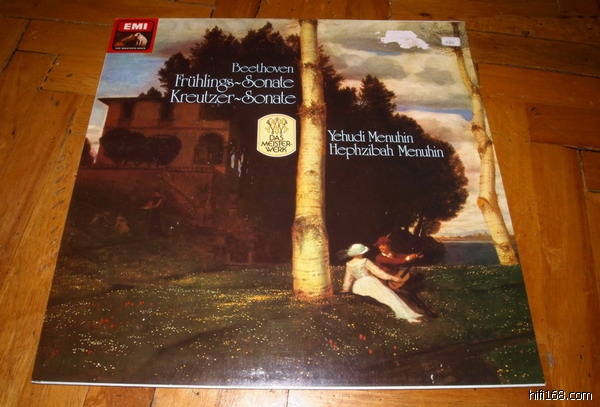 EMI
Beethoven
Frühlings~Sonate
Kreutzer~Sonate
DAS
MEISTER-
WERK
Yehudi Menuhin
Hephzibah Menuhin
hifi168.com